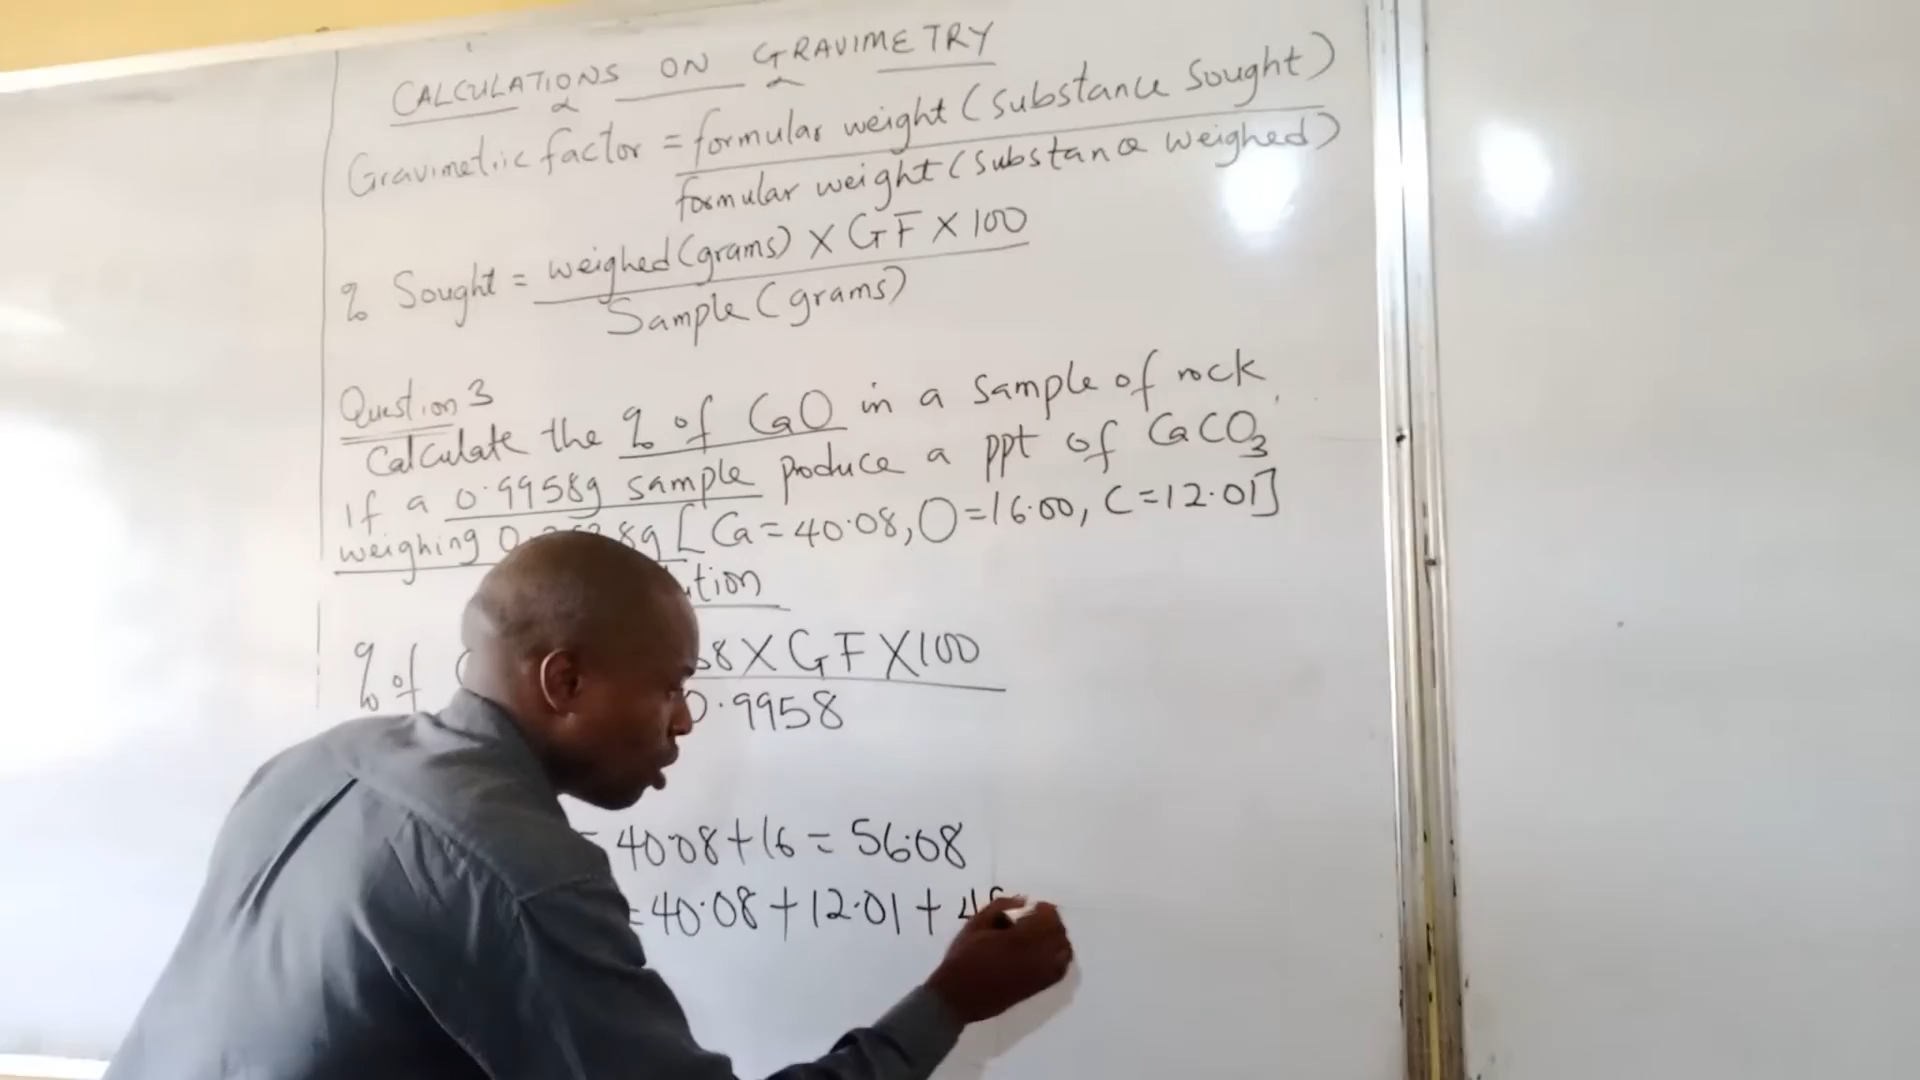 CALCULATIONS ON GRAVIMETRY
Gravimetric factor = formular weight (Substance Sought)
formular weight (Substance weighed)
% Sought = weighed (grams) X GF X 100
Sample (grams)
Question 3
Calculate the % of CaO in a sample of rock
If a 0.9958g sample produce a ppt of CaCO3
weighing 8g [Ca = 40.08, O = 16.00, C = 12.01]
% of 8 X GF X 100
0.9958
= 40.08 + 16 = 56.08
= 40.08 + 12.01 +